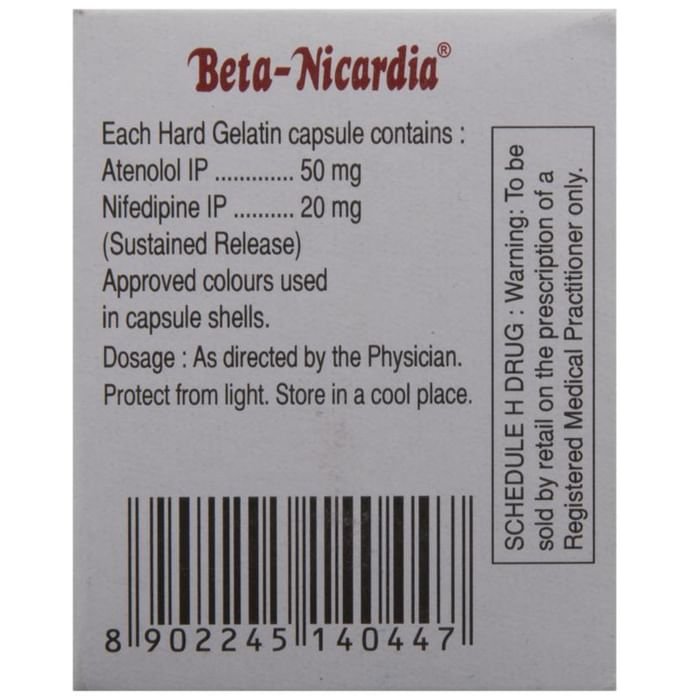 Beta-Nicardia®
Each Hard Gelatin capsule contains :
Atenolol IP ............. 50 mg
Nifedipine IP .......... 20 mg
(Sustained Release)
Approved colours used
in capsule shells.
Dosage : As directed by the Physician.
Protect from light. Store in a cool place.
SCHEDULE H DRUG : Warning: To be
sold by retail on the prescription of a
Registered Medical Practitioner only.
8 902245 140447